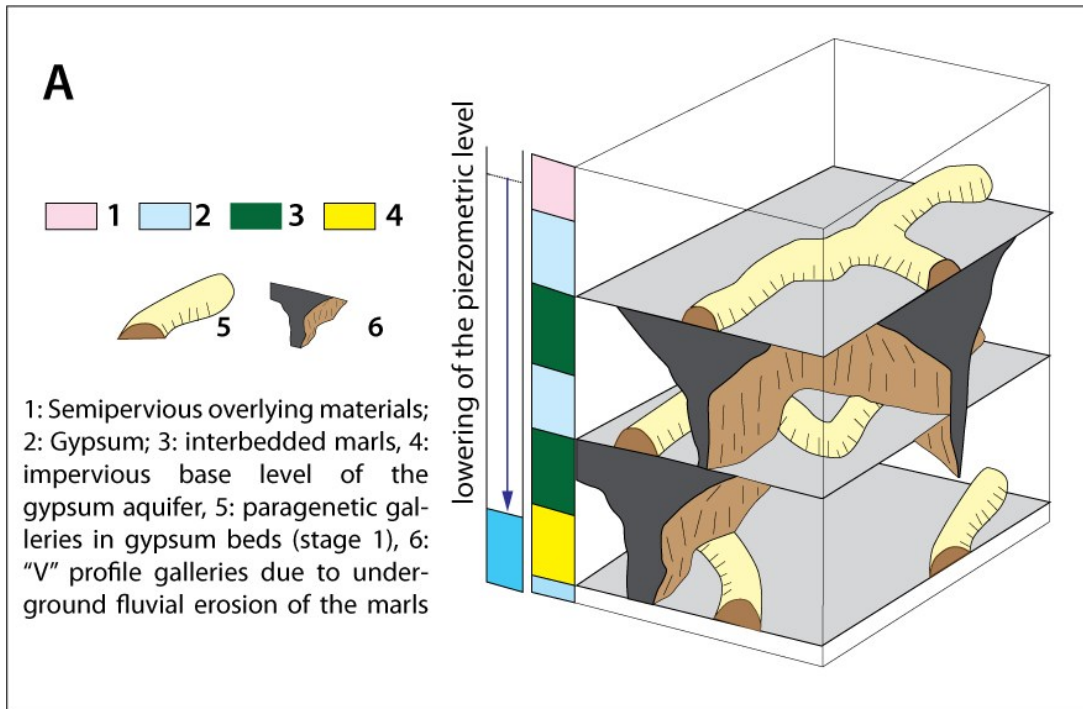 A
1 2 3 4
5 6
1: Semipervious overlying materials;
2: Gypsum; 3: interbedded marls, 4:
impervious base level of the
gypsum aquifer, 5: paragenetic gal-
leries in gypsum beds (stage 1), 6:
“V” profile galleries due to under-
ground fluvial erosion of the marls
lowering of the piezometric level